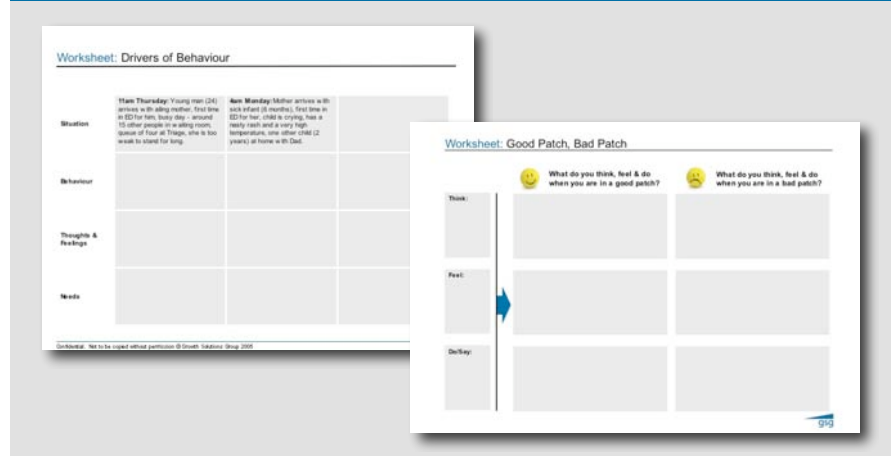 Worksheet: Drivers of Behaviour
Situation
11am Thursday: Young man (24)
arrives with ailing mother, first time
in ED for him, busy day - around
15 other people in waiting room,
queue of four at Triage, she is too
weak to stand for long.
4am Monday: Mother arrives with
sick infant (8 months), first time in
ED for her, child is crying, has a
nasty rash and a very high
temperature, one other child (2
years) at home with Dad.
Behaviour
Thoughts &
Feelings
Needs
Confidential. Not to be copied without permission © Growth Solutions Group 2005
Worksheet: Good Patch, Bad Patch
What do you think, feel & do
when you are in a good patch?
What do you think, feel & do
when you are in a bad patch?
Think:
Feel:
Do/Say:
gsg